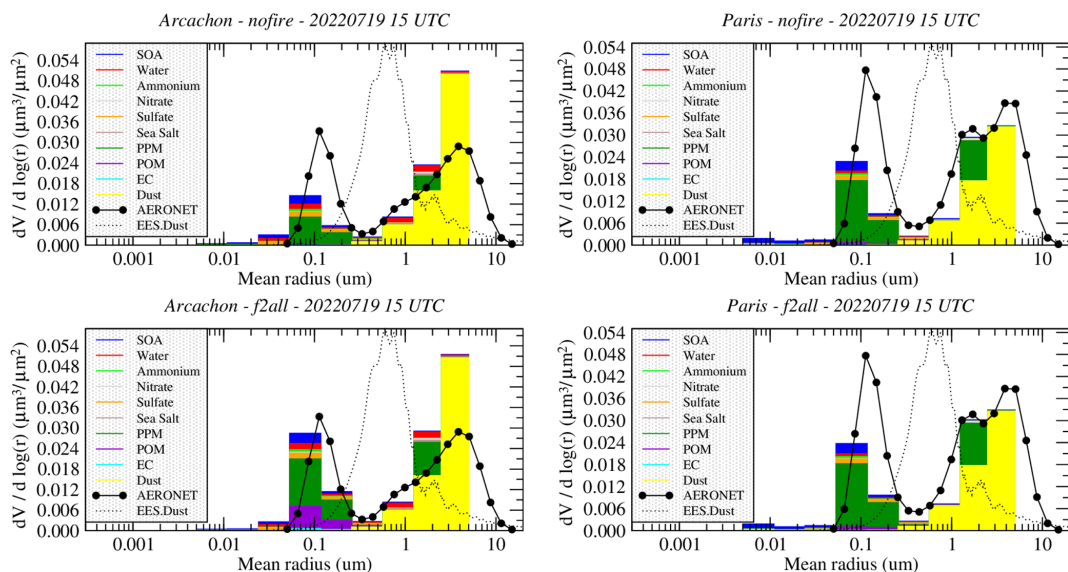 Arcachon - nofire - 20220719 15 UTC
dV / d log(r) (µm³/µm²)
0.054
0.048
0.042
0.036
0.030
0.024
0.018
0.012
0.006
0.000
SOA
Water
Ammonium
Nitrate
Sulfate
Sea Salt
PPM
POM
EC
Dust
AERONET
EES.Dust
0.001 0.01 0.1 1 10
Mean radius (um)
Paris - nofire - 20220719 15 UTC
dV / d log(r) (µm³/µm²)
0.054
0.048
0.042
0.036
0.030
0.024
0.018
0.012
0.006
0.000
SOA
Water
Ammonium
Nitrate
Sulfate
Sea Salt
PPM
POM
EC
Dust
AERONET
EES.Dust
0.001 0.01 0.1 1 10
Mean radius (um)
Arcachon - f2all - 20220719 15 UTC
dV / d log(r) (µm³/µm²)
0.054
0.048
0.042
0.036
0.030
0.024
0.018
0.012
0.006
0.000
SOA
Water
Ammonium
Nitrate
Sulfate
Sea Salt
PPM
POM
EC
Dust
AERONET
EES.Dust
0.001 0.01 0.1 1 10
Mean radius (um)
Paris - f2all - 20220719 15 UTC
dV / d log(r) (µm³/µm²)
0.054
0.048
0.042
0.036
0.030
0.024
0.018
0.012
0.006
0.000
SOA
Water
Ammonium
Nitrate
Sulfate
Sea Salt
PPM
POM
EC
Dust
AERONET
EES.Dust
0.001 0.01 0.1 1 10
Mean radius (um)